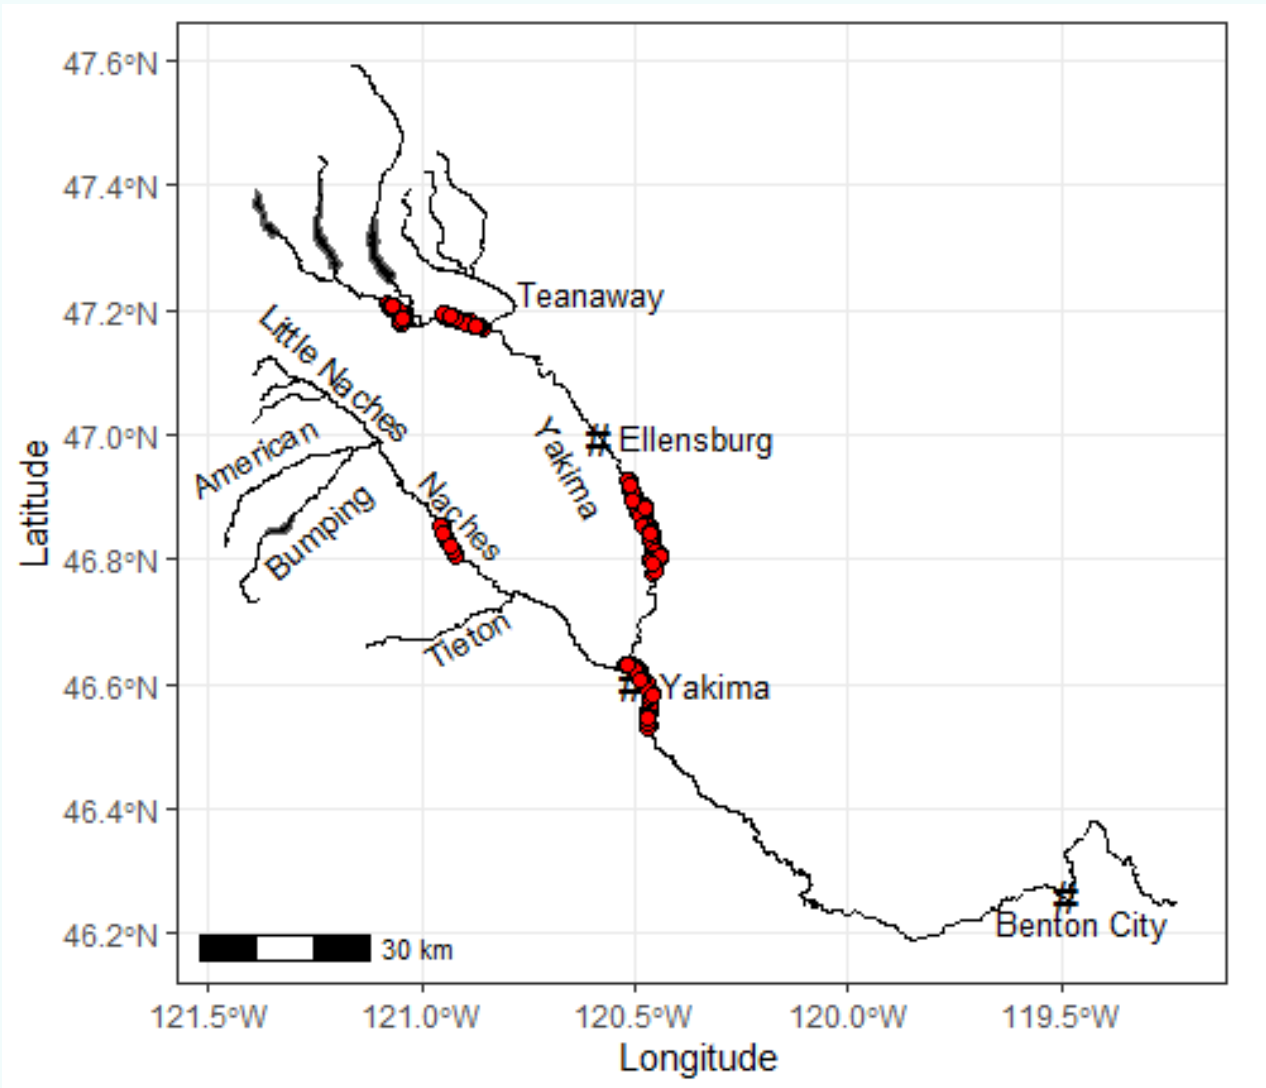 47.6°N
47.4°N
47.2°N
47.0°N
46.8°N
46.6°N
46.4°N
46.2°N
Latitude
Teanaway
Little Naches
American
Bumping
Naches
Tieton
Yakima
# Ellensburg
# Yakima
#
Benton City
30 km
121.5°W
121.0°W
120.5°W
120.0°W
119.5°W
Longitude